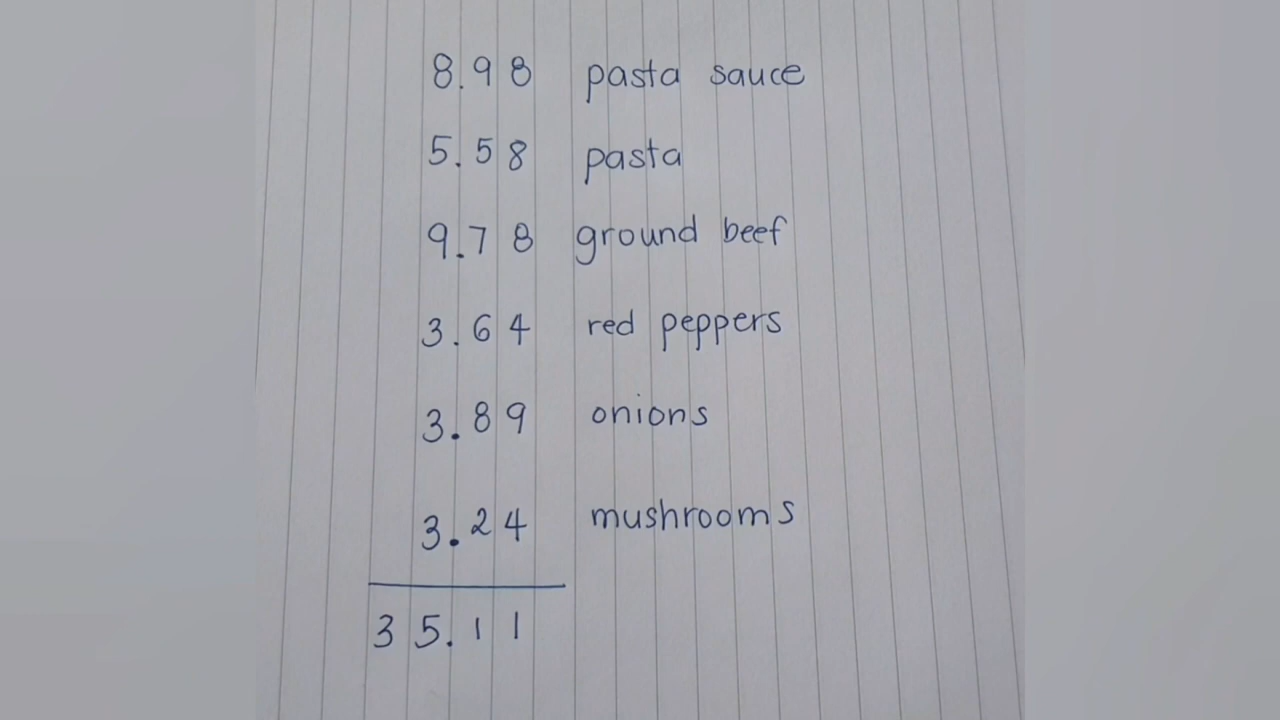 8.98 pasta sauce
5.58 pasta
9.78 ground beef
3.64 red peppers
3.89 onions
3.24 mushrooms
35.11